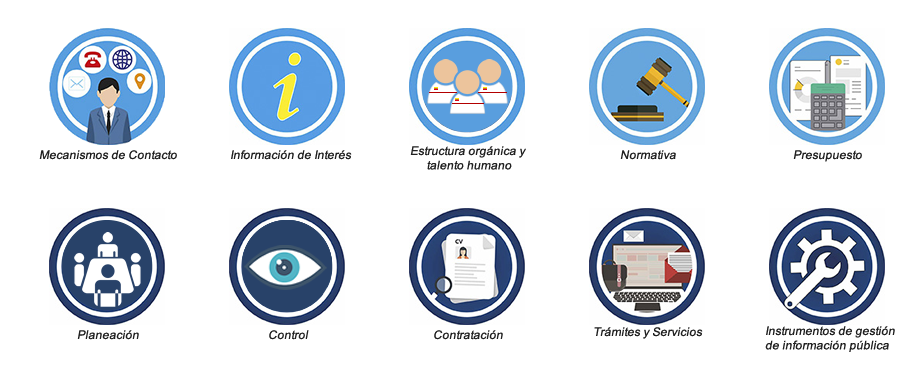 Mecanismos de Contacto
Información de Interés
Estructura orgánica y
talento humano
Normativa
Presupuesto
CV
Planeación
Control
Contratación
Trámites y Servicios
Instrumentos de gestión
de información pública